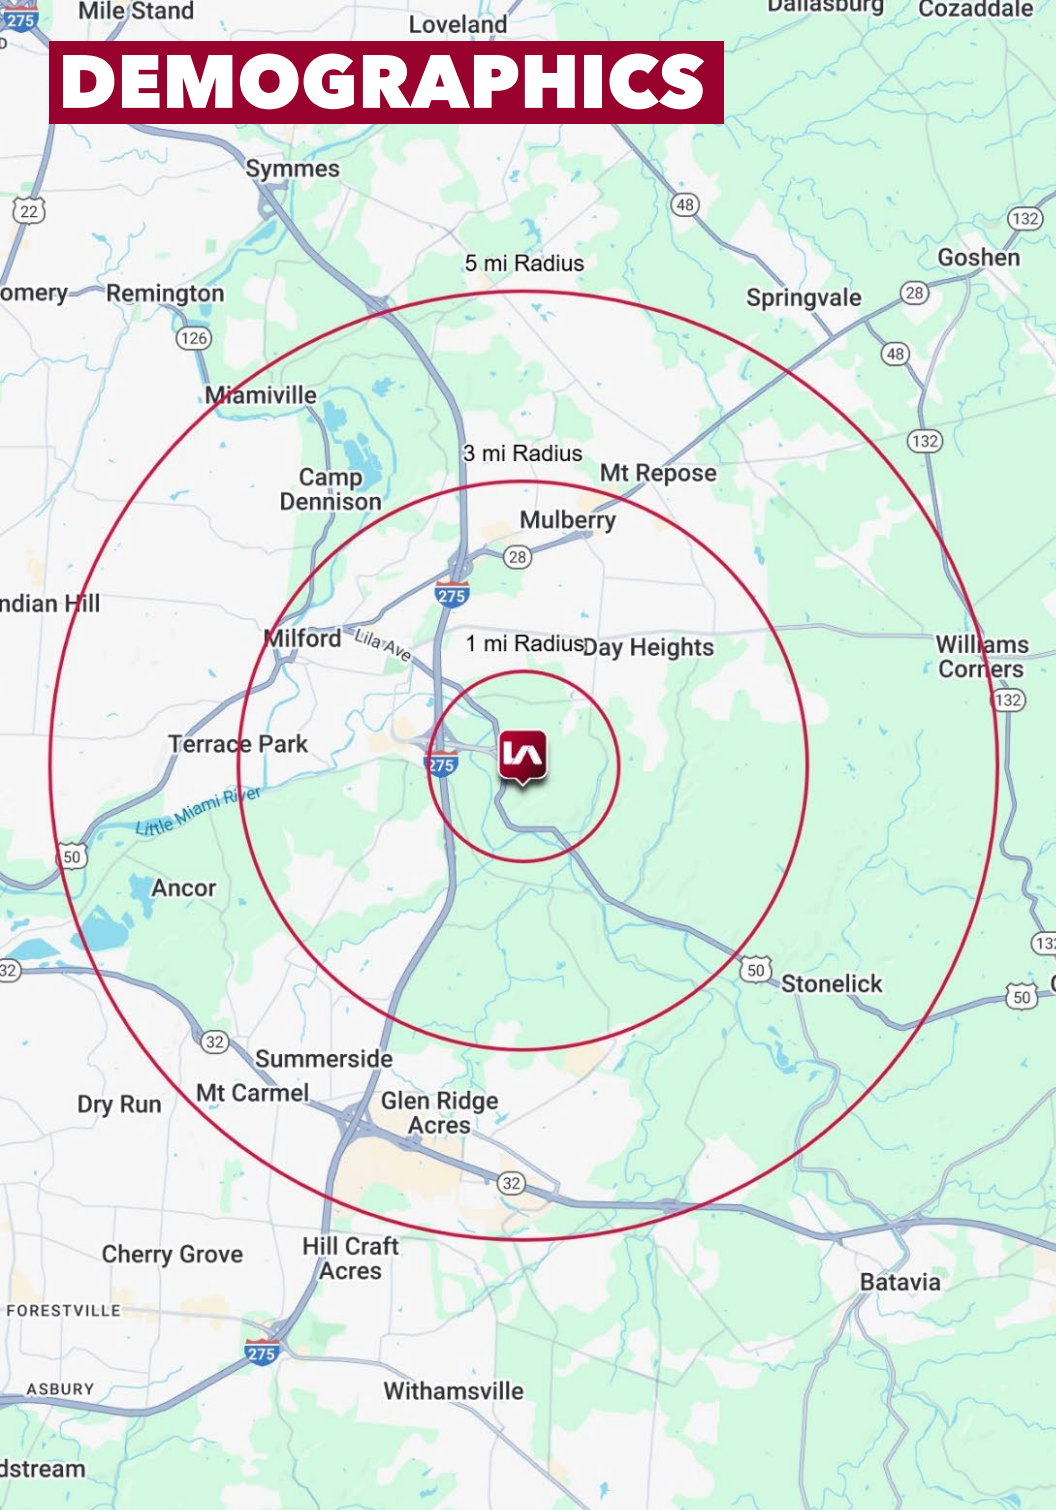 275
Mile Stand
Loveland
Dallasburg
Cozaddale
DEMOGRAPHICS
Symmes
22
48
132
Goshen
5 mi Radius
omery
Remington
Springvale
28
126
48
Miamiville
132
3 mi Radius
Mt Repose
Camp
Dennison
Mulberry
28
275
ndian Hill
Milford
Lila Ave
1 mi Radius
Day Heights
Williams
Corners
132
Terrace Park
275
Little Miami River
50
Ancor
132
32
50
Stonelick
50
32
Summerside
Mt Carmel
Dry Run
Glen Ridge
Acres
32
Cherry Grove
Hill Craft
Acres
Batavia
FORESTVILLE
275
ASBURY
Withamsville
dstream